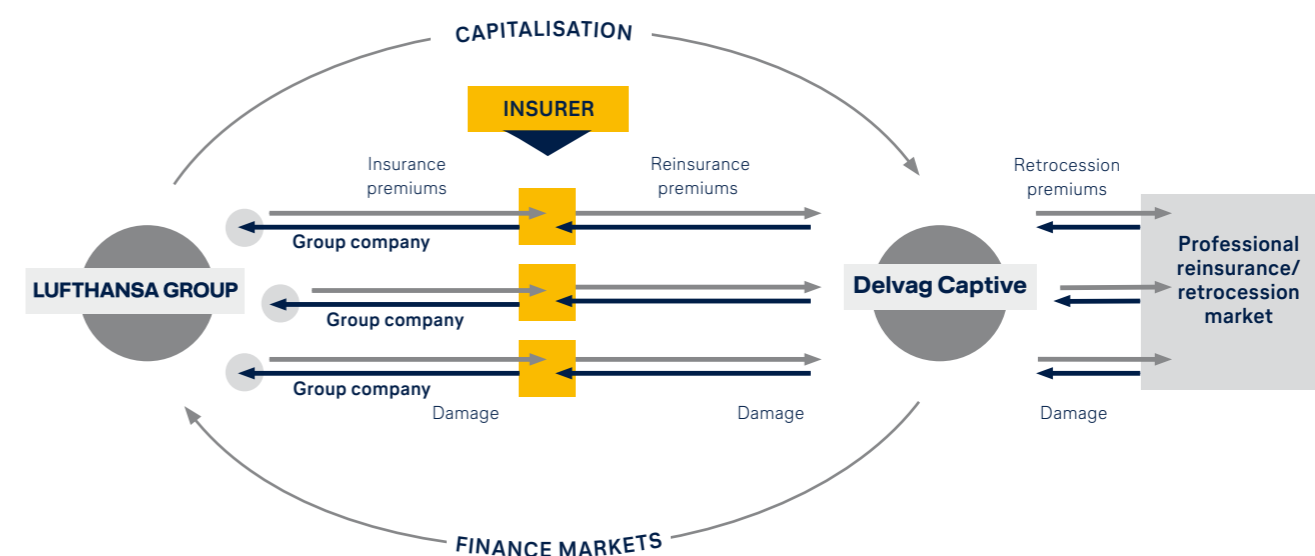 CAPITALISATION
INSURER
Insurance
premiums
Reinsurance
premiums
Retrocession
premiums
Group company
LUFTHANSA GROUP
Group company
Delvag Captive
Professional
reinsurance/
retrocession
market
Group company
Damage
Damage
Damage
FINANCE MARKETS